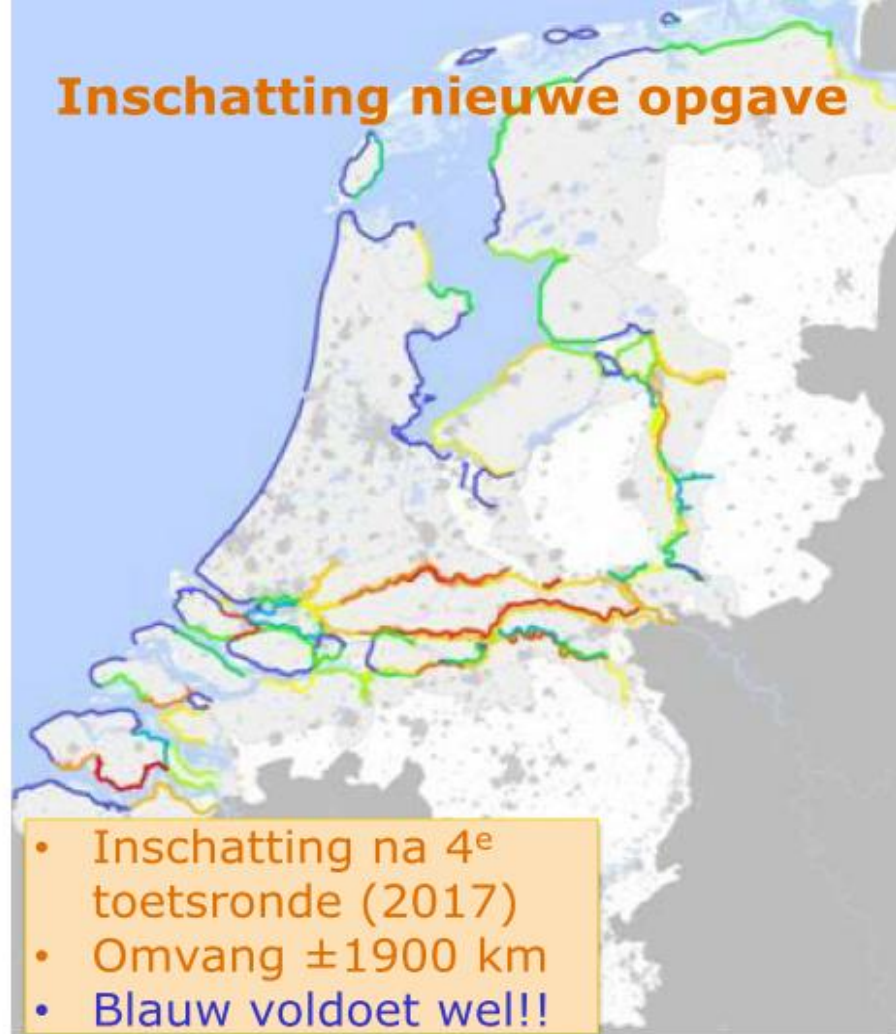 Inschatting nieuwe opgave
• Inschatting na 4e
toetsronde (2017)
• Omvang ±1900 km
• Blauw voldoet wel!!